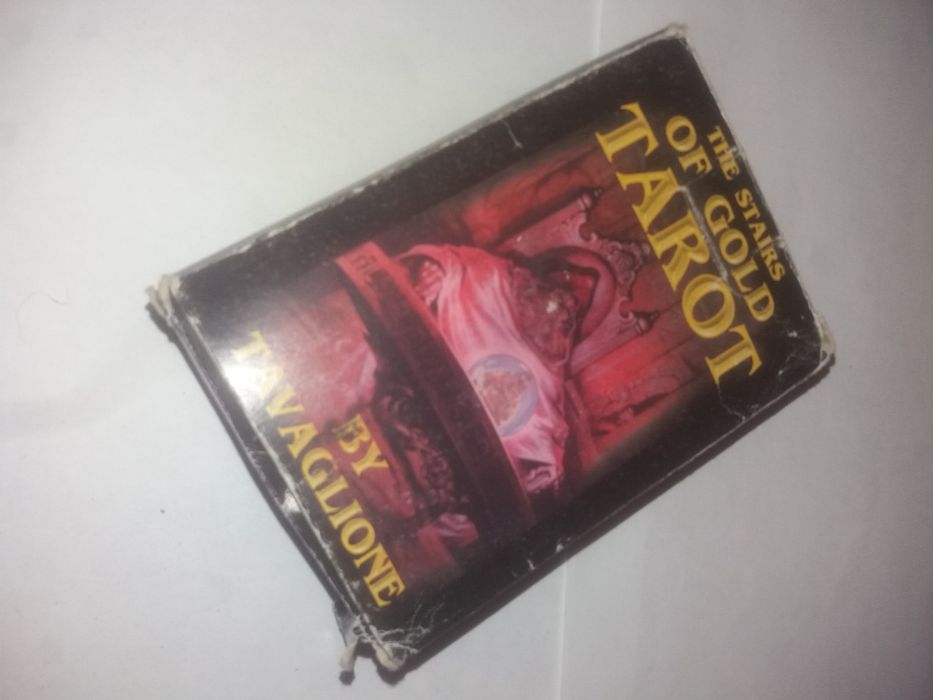 THE STAIRS
OF GOLD
TAROT
BY
TAVAGLIONE